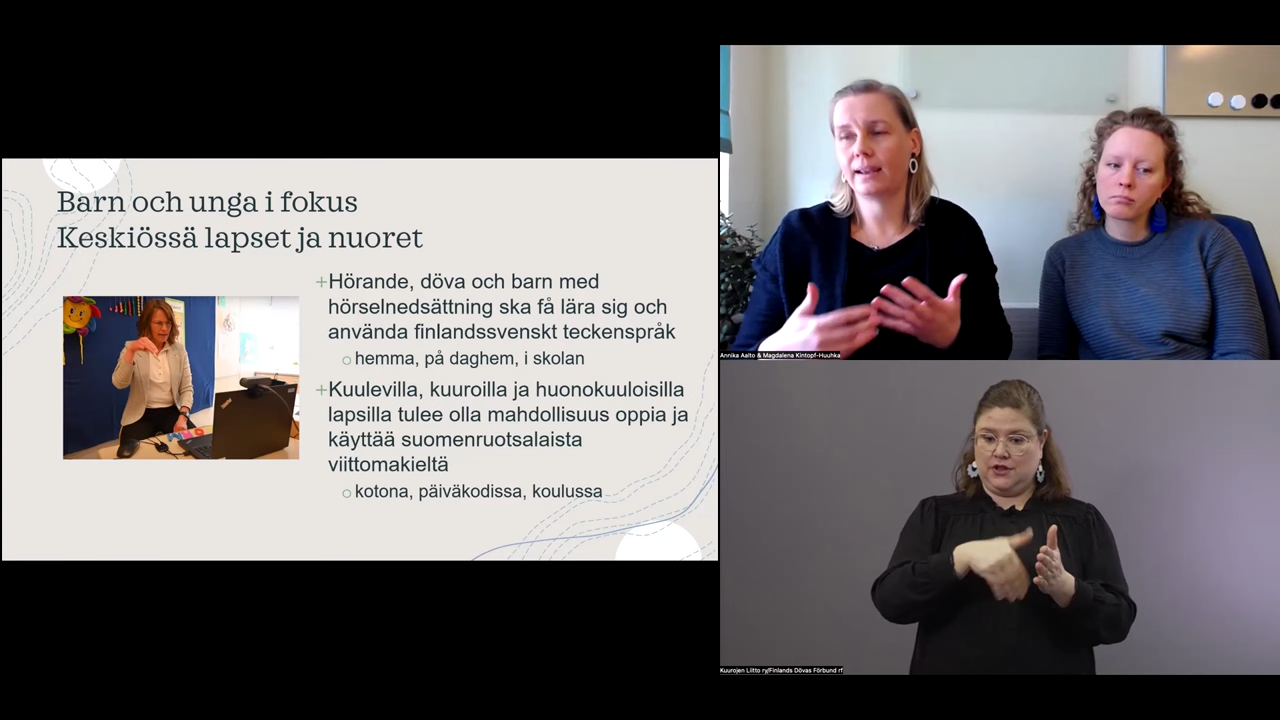 Barn och unga i fokus
Keskiössä lapset ja nuoret
+Hörande, döva och barn med
hörselnedsättning ska få lära sig och
använda finlandssvenskt teckenspråk
○hemma, på daghem, i skolan
+Kuulevilla, kuuroilla ja huonokuuloisilla
lapsilla tulee olla mahdollisuus oppia ja
käyttää suomenruotsalaista
viittomakieltä
○kotona, päiväkodissa, koulussa
Annika Aalto & Magdalena Kintopf-Huuhka
Kuurojen Liitto ry/Finlands Dövas Förbund rf